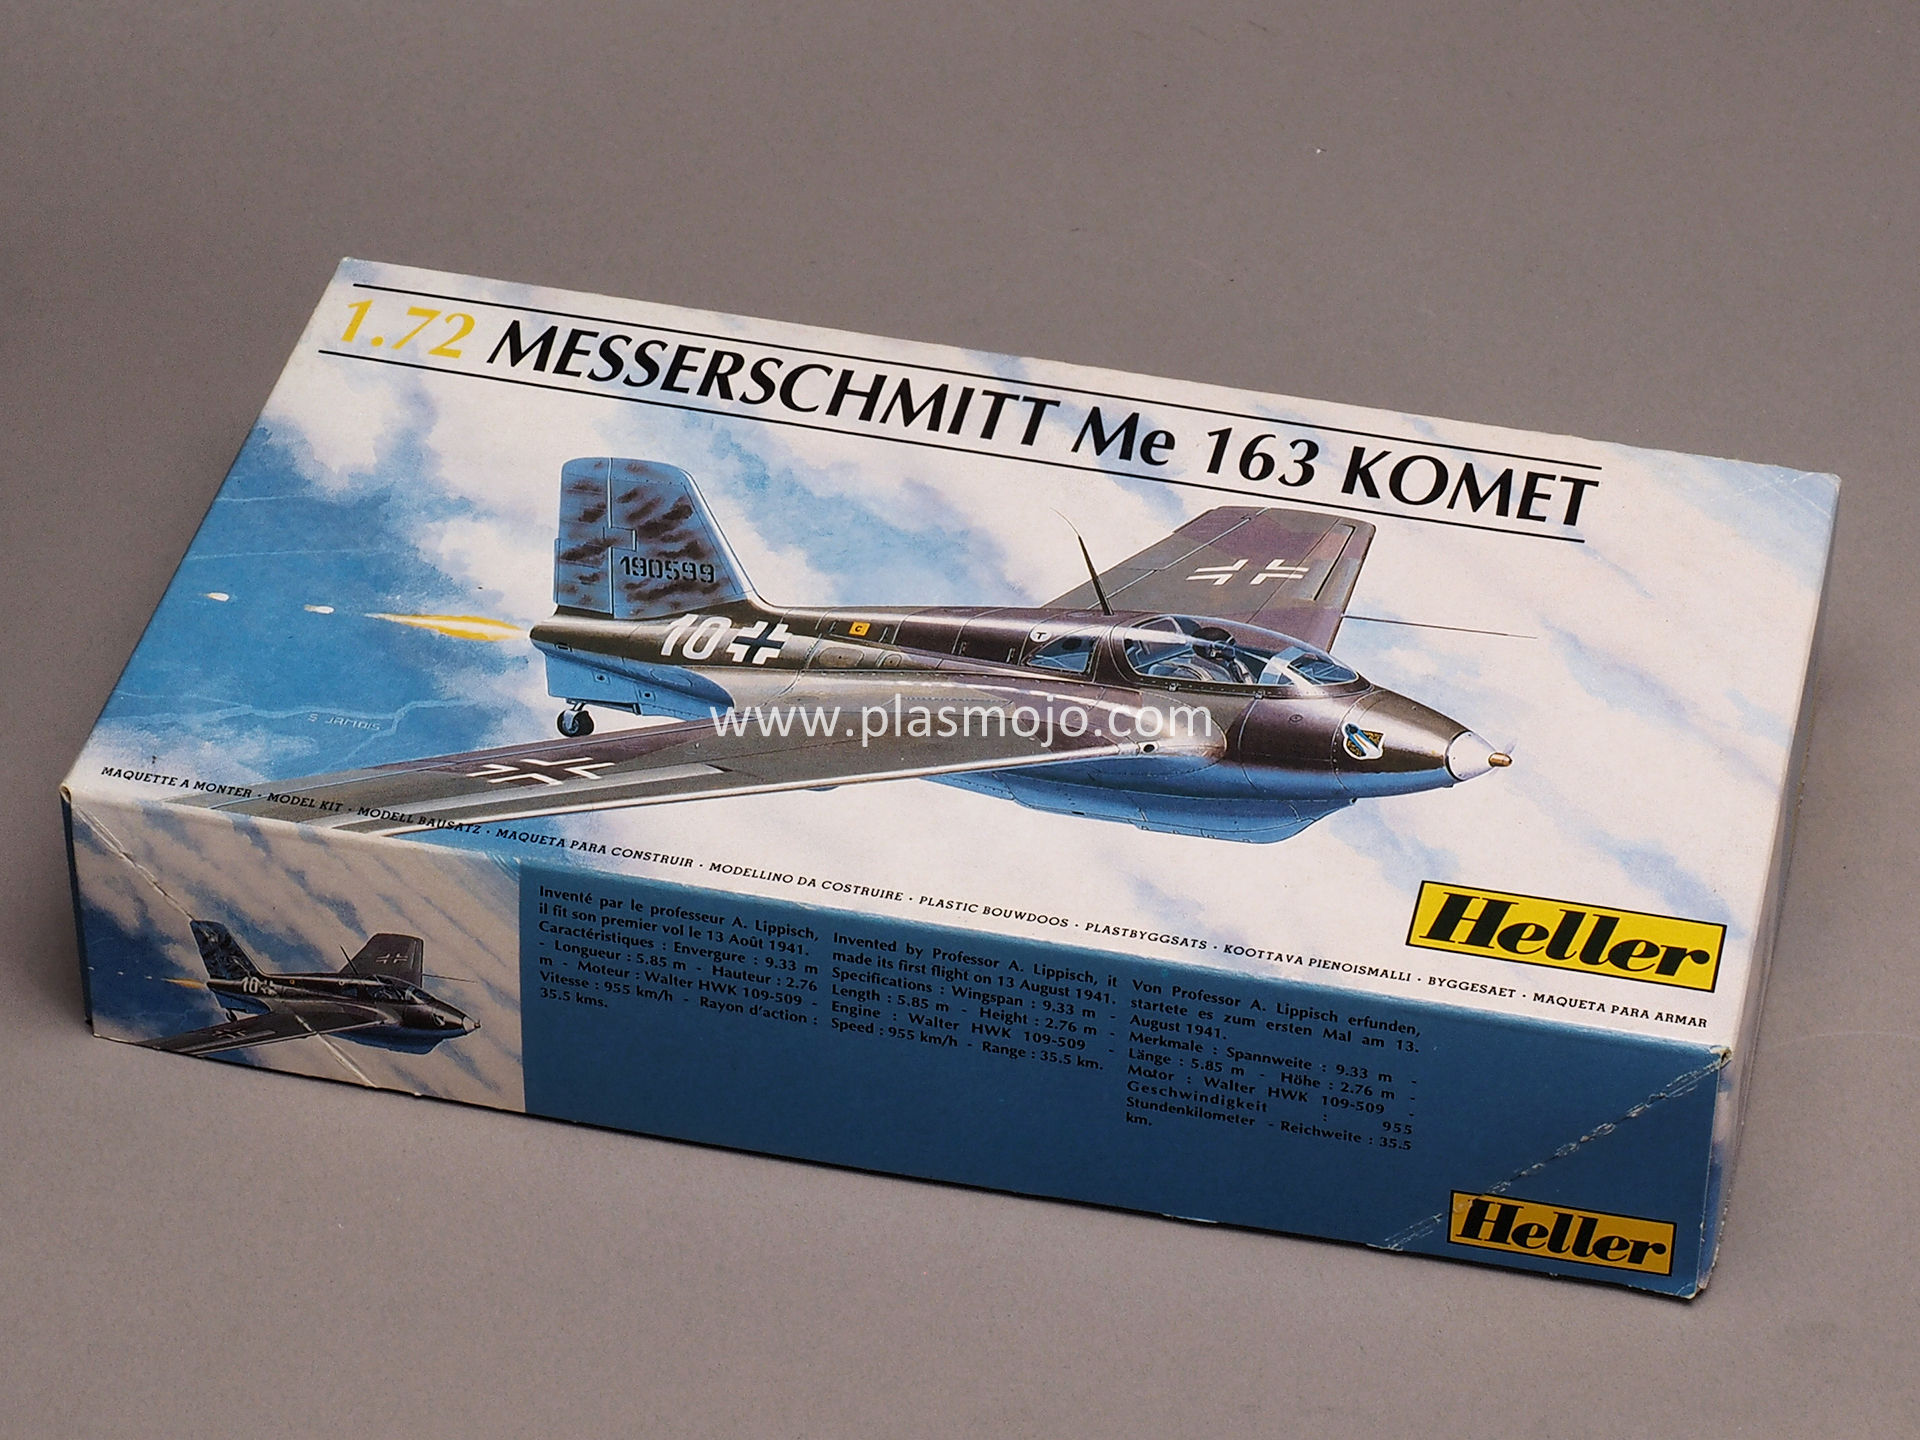 1.72 MESSERSCHMITT Me 163 KOMET
190599
C
T
10
www.plasmojo.com
S JAMOIS
MAQUETTE A MONTER · MODEL KIT · MODELL BAUSATZ · MAQUETA PARA CONSTRUIR · MODELLINO DA COSTRUIRE · PLASTIC BOUWDOOS · PLASTBYGGSATS · KOOTTAVA PIENOISMALLI · BYGGESAET · MAQUETA PARA ARMAR
Heller
10
Inventé par le professeur A. Lippisch,
il fit son premier vol le 13 Août 1941.
Caractéristiques : Envergure : 9.33 m
- Longueur : 5.85 m - Hauteur : 2.76
m - Moteur : Walter HWK 109-509 -
Vitesse : 955 km/h - Rayon d'action :
35.5 kms.
Invented by Professor A. Lippisch, it
made its first flight on 13 August 1941.
Specifications : Wingspan : 9.33 m -
Length : 5.85 m - Height : 2.76 m -
Engine : Walter HWK 109-509 -
Speed : 955 km/h - Range : 35.5 km.
Von Professor A. Lippisch erfunden,
startete es zum ersten Mal am 13.
August 1941.
Merkmale : Spannweite : 9.33 m -
Länge : 5.85 m - Höhe : 2.76 m -
Motor : Walter HWK 109-509 -
Geschwindigkeit : 955
Stundenkilometer - Reichweite : 35.5
km.
Heller